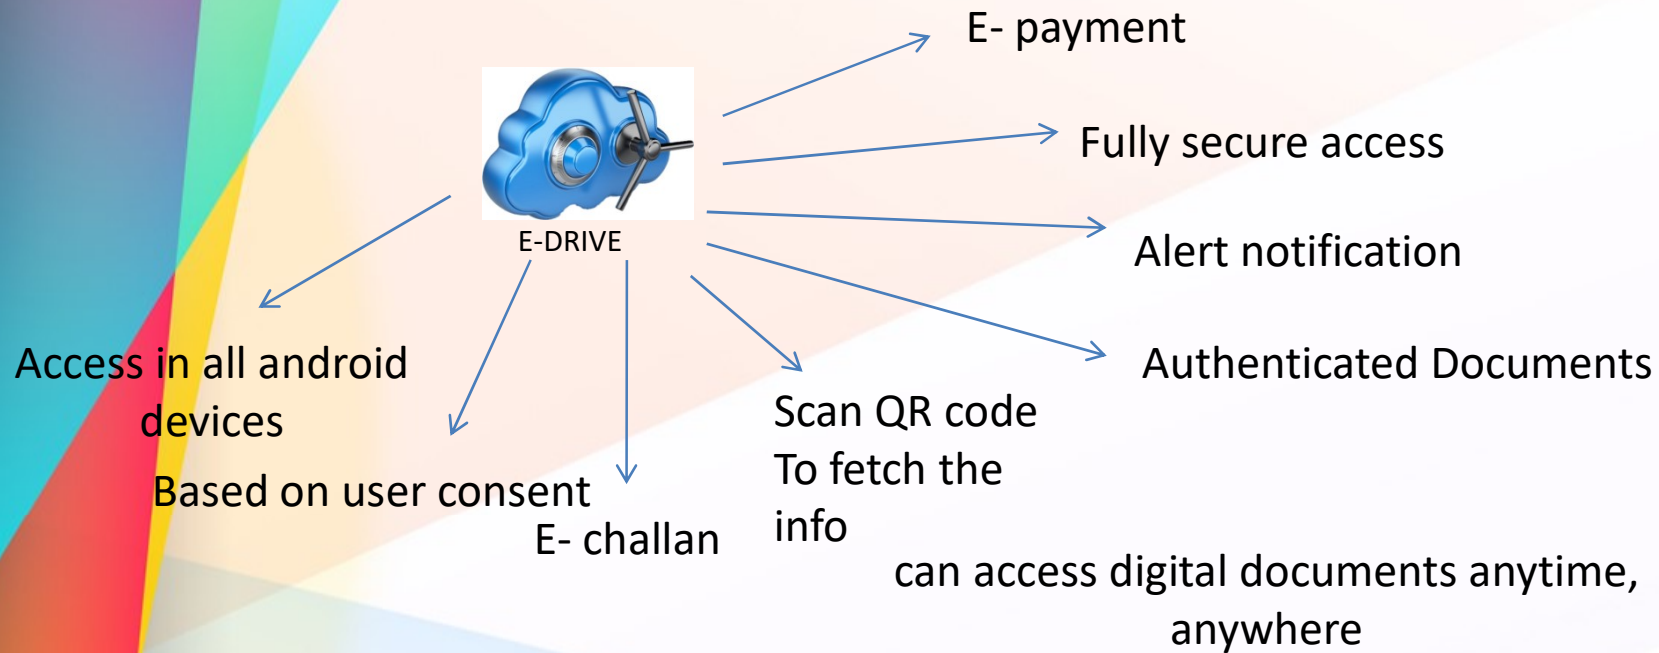 E- payment
Fully secure access
E-DRIVE
Alert notification
Access in all android
devices
Authenticated Documents
Based on user consent
E- challan
Scan QR code
To fetch the
info
can access digital documents anytime,
anywhere